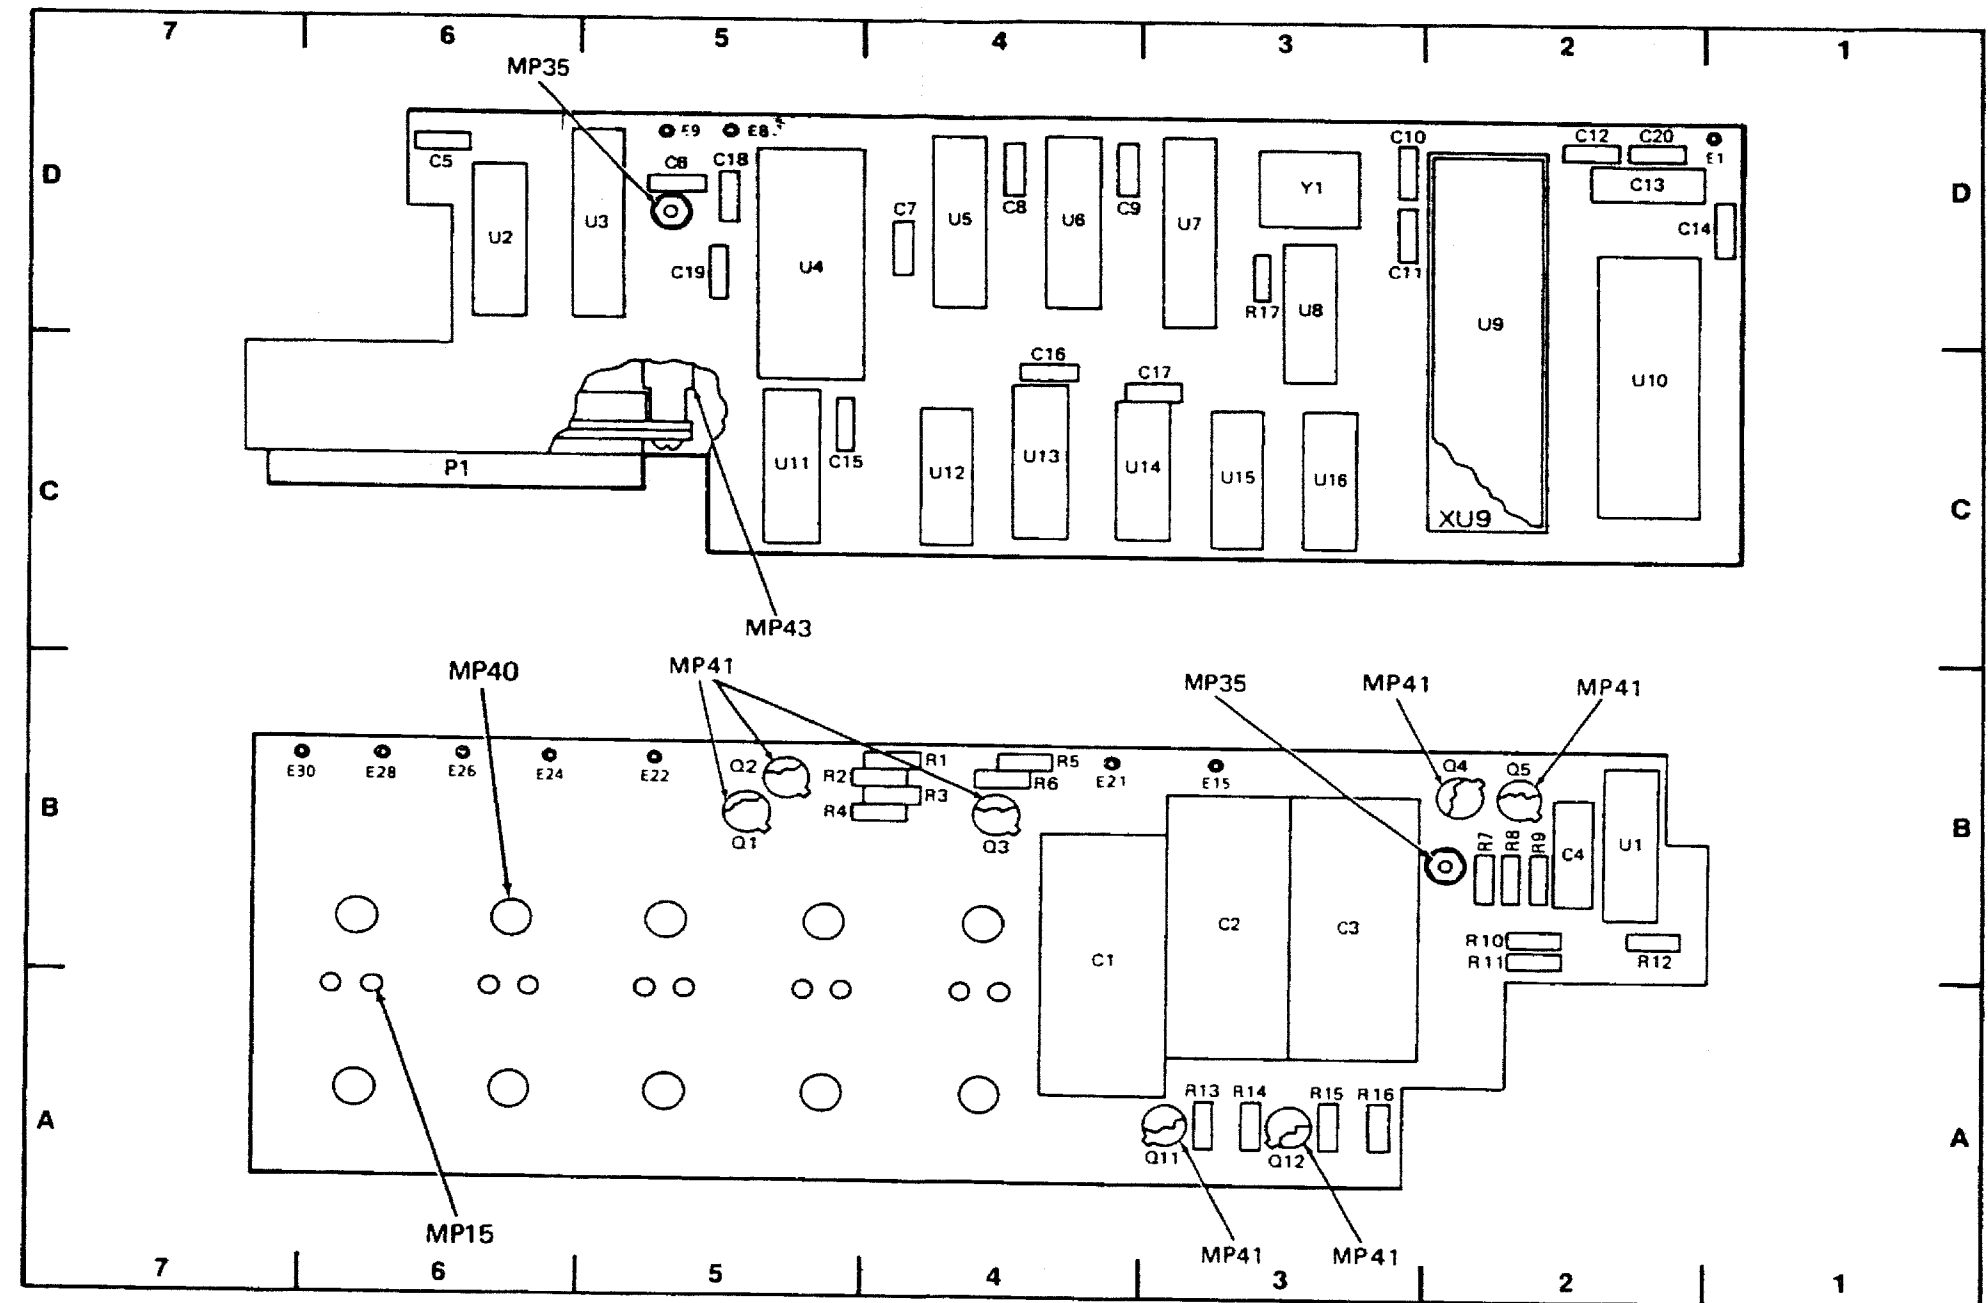 7 6 5 4 3 2 1
MP35
E9 E8
C5 C6 C18 C10 C12 C20 E1
D D
U2 U3 C19 U4 C7 U5 C8 U6 C9 U7 Y1 C13 C14
R17 U8 C11 U9 U10
C16 C17
P1 U11 C15 U12 U13 U14 U15 U16 XU9
C C
MP43
MP40 MP41 MP35 MP41 MP41
E30 E28 E26 E24 E22 Q2 R1 R5 E21 E15 Q4 Q5
R2 R6
R3
R4
B B
Q1 Q3 R7 R8 R9 C4 U1
C1 C2 C3 R10 R12
R11
R13 R14 R15 R16
A A
Q11 Q12
MP15 MP41 MP41
7 6 5 4 3 2 1